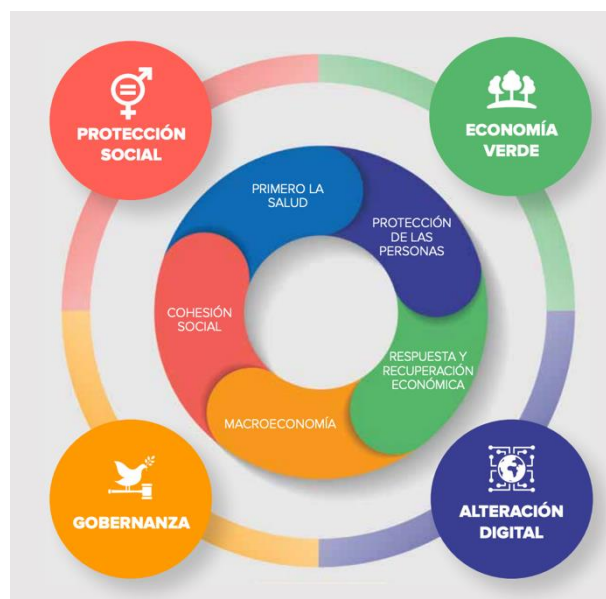 PROTECCIÓN
SOCIAL
ECONOMÍA
VERDE
PRIMERO LA
SALUD
PROTECCIÓN
DE LAS
PERSONAS
COHESIÓN
SOCIAL
RESPUESTA Y
RECUPERACIÓN
ECONÓMICA
MACROECONOMÍA
GOBERNANZA
ALTERACIÓN
DIGITAL